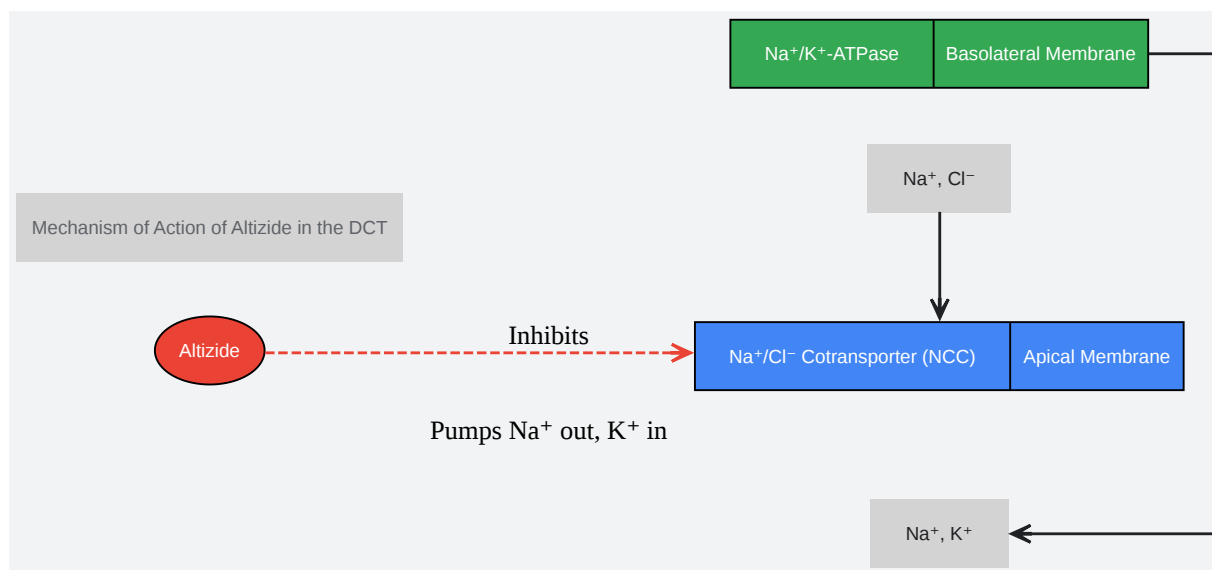 Na⁺/K⁺-ATPase
Basolateral Membrane
Na⁺, Cl⁻
Mechanism of Action of Altizide in the DCT
Altizide
Inhibits
Na⁺/Cl⁻ Cotransporter (NCC)
Apical Membrane
Pumps Na⁺ out, K⁺ in
Na⁺, K⁺